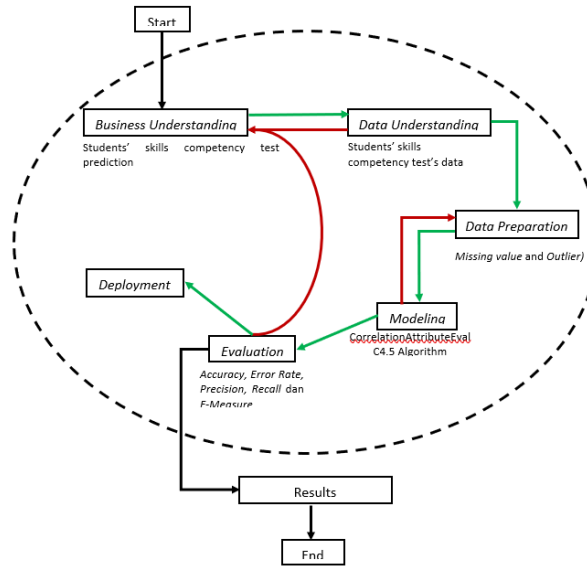 Start
Business Understanding
Students' skills competency test
prediction
Data Understanding
Students' skills
competency test's data
Data Preparation
Missing value and Outlier)
Deployment
Modeling
CorrelationAttributeEval
C4.5 Algorithm
Evaluation
Accuracy, Error Rate,
Precision, Recall dan
F-Measure
Results
End